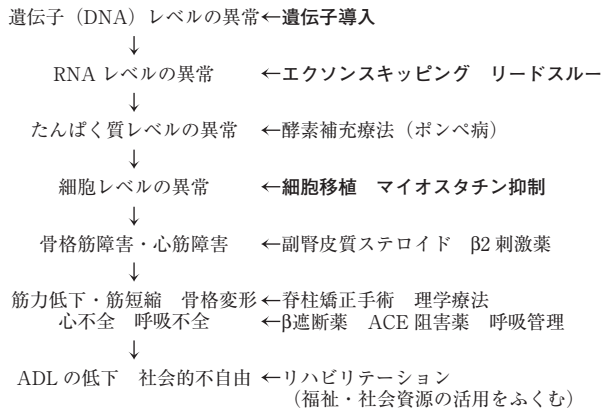 遺伝子（DNA）レベルの異常←遺伝子導入
↓
RNA レベルの異常 ←エクソンスキッピング リードスルー
↓
たんぱく質レベルの異常 ←酵素補充療法（ポンペ病）
↓
細胞レベルの異常 ←細胞移植 マイオスタチン抑制
↓
骨格筋障害・心筋障害 ←副腎皮質ステロイド β2 刺激薬
↓
筋力低下・筋短縮 骨格変形←脊柱矯正手術 理学療法
心不全 呼吸不全 ←β遮断薬 ACE 阻害薬 呼吸管理
↓
ADL の低下 社会的不自由 ←リハビリテーション
（福祉・社会資源の活用をふくむ）